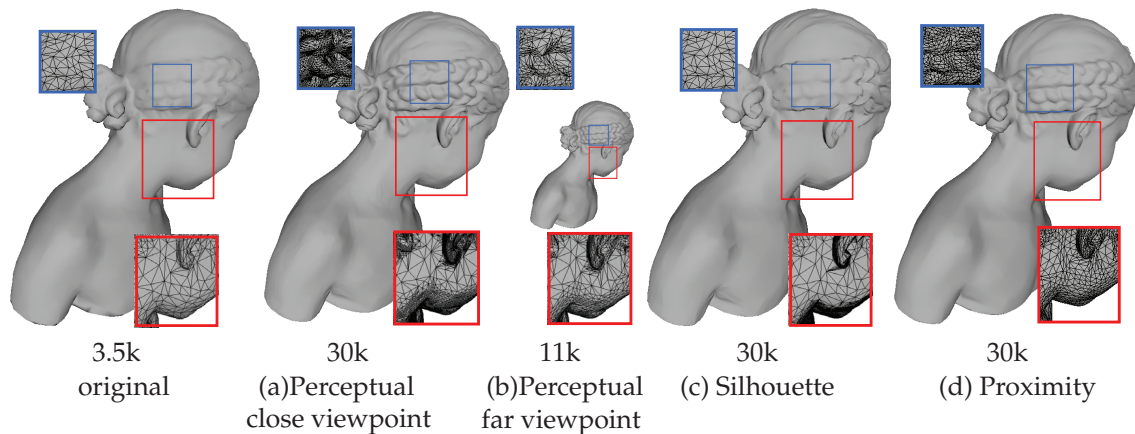 3.5k
original
30k
(a)Perceptual
close viewpoint
11k
(b)Perceptual
far viewpoint
30k
(c) Silhouette
30k
(d) Proximity